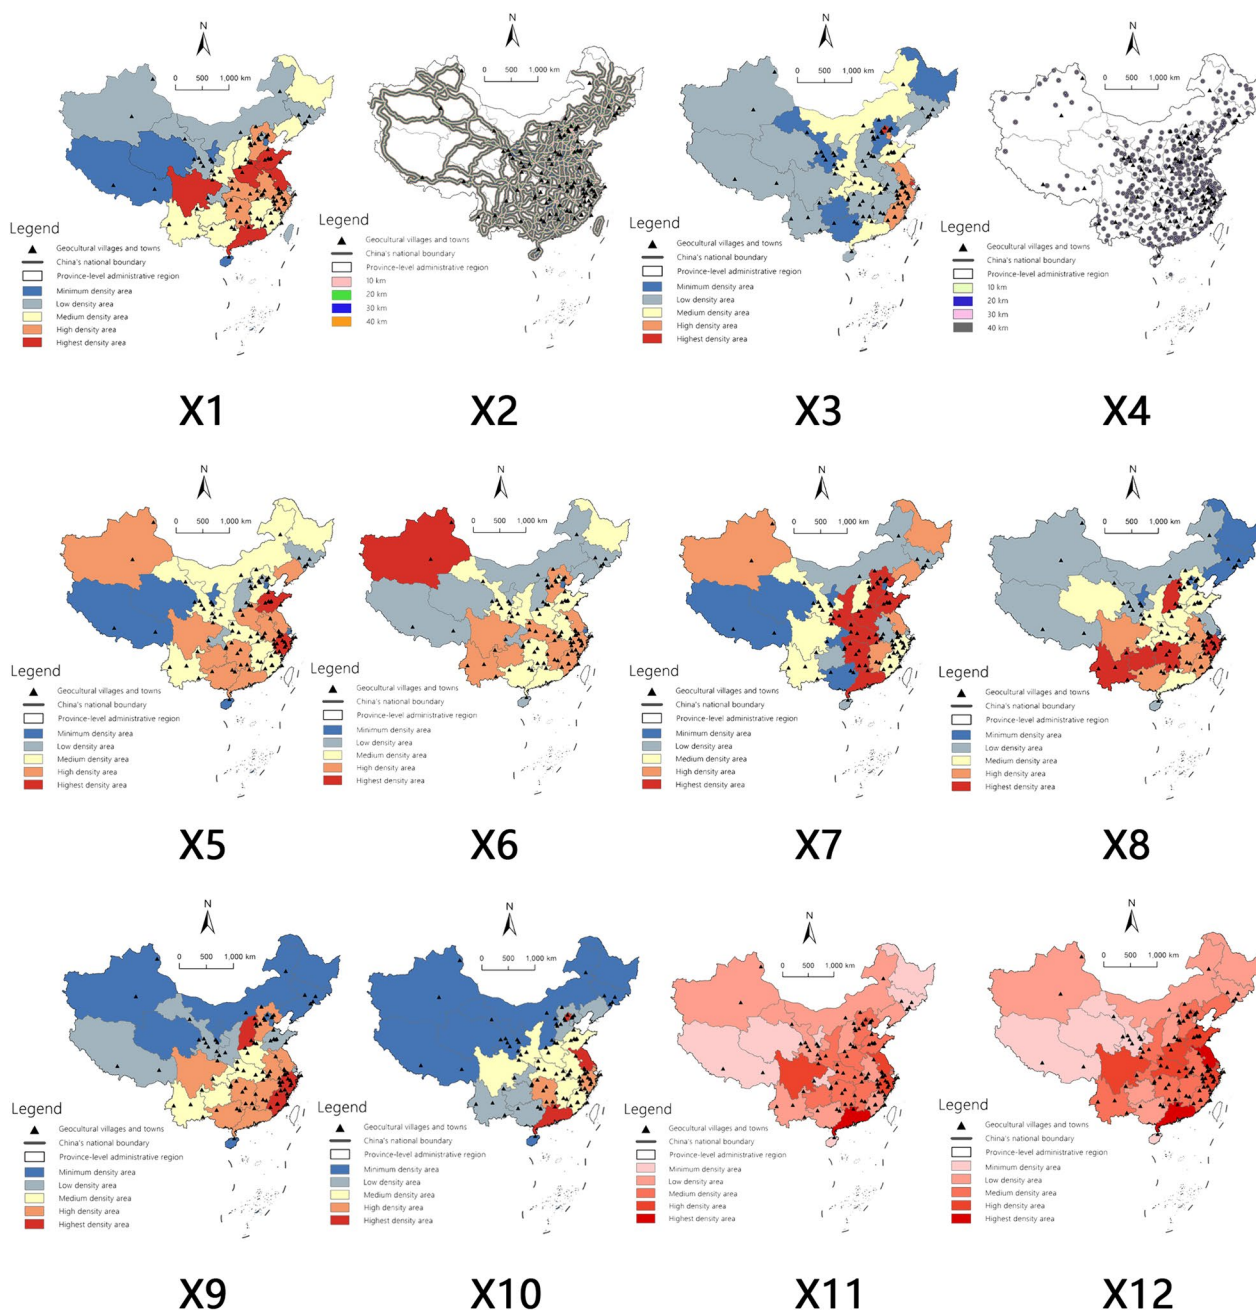 N
0 500 1,000 km
Legend
Geocultural villages and towns
China's national boundary
Province-level administrative region
Minimum density area
Low density area
Medium density area
High density area
Highest density area
X1
N
0 500 1,000 km
Legend
Geocultural villages and towns
China's national boundary
Province-level administrative region
10 km
20 km
30 km
40 km
X2
N
0 500 1,000 km
Legend
Geocultural villages and towns
China's national boundary
Province-level administrative region
Minimum density area
Low density area
Medium density area
High density area
Highest density area
X3
N
0 500 1,000 km
Legend
Geocultural villages and towns
China's national boundary
Province-level administrative region
10 km
20 km
30 km
40 km
X4
N
0 500 1,000 km
Legend
Geocultural villages and towns
China's national boundary
Province-level administrative region
Minimum density area
Low density area
Medium density area
High density area
Highest density area
X5
N
0 500 1,000 km
Legend
Geocultural villages and towns
China's national boundary
Province-level administrative region
Minimum density area
Low density area
Medium density area
High density area
Highest density area
X6
N
0 500 1,000 km
Legend
Geocultural villages and towns
China's national boundary
Province-level administrative region
Minimum density area
Low density area
Medium density area
High density area
Highest density area
X7
N
0 500 1,000 km
Legend
Geocultural villages and towns
China's national boundary
Province-level administrative region
Minimum density area
Low density area
Medium density area
High density area
Highest density area
X8
N
0 500 1,000 km
Legend
Geocultural villages and towns
China's national boundary
Province-level administrative region
Minimum density area
Low density area
Medium density area
High density area
Highest density area
X9
N
0 500 1,000 km
Legend
Geocultural villages and towns
China's national boundary
Province-level administrative region
Minimum density area
Low density area
Medium density area
High density area
Highest density area
X10
N
0 500 1,000 km
Legend
Geocultural villages and towns
China's national boundary
Province-level administrative region
Minimum density area
Low density area
Medium density area
High density area
Highest density area
X11
N
0 500 1,000 km
Legend
Geocultural villages and towns
China's national boundary
Province-level administrative region
Minimum density area
Low density area
Medium density area
High density area
Highest density area
X12